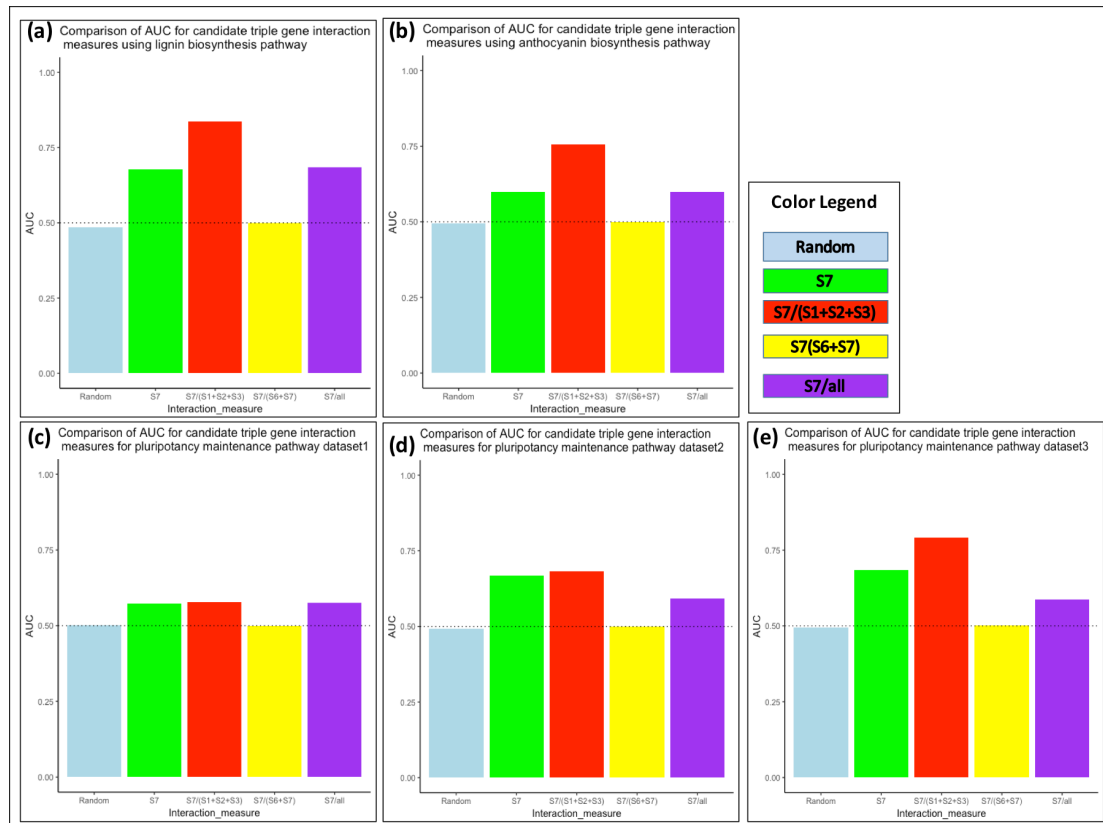 (a) Comparison of AUC for candidate triple gene interaction
measures using lignin biosynthesis pathway
1.00
0.75
0.50
0.25
0.00
AUC
Random S7 S7/(S1+S2+S3) S7/(S6+S7) S7/all
Interaction_measure
(b) Comparison of AUC for candidate triple gene interaction
measures using anthocyanin biosynthesis pathway
1.00
0.75
0.50
0.25
0.00
AUC
Random S7 S7/(S1+S2+S3) S7/(S6+S7) S7/all
Interaction_measure
Color Legend
Random
S7
S7/(S1+S2+S3)
S7(S6+S7)
S7/all
(c) Comparison of AUC for candidate triple gene interaction
measures for pluripotancy maintenance pathway dataset1
1.00
0.75
0.50
0.25
0.00
AUC
Random S7 S7/(S1+S2+S3) S7/(S6+S7) S7/all
Interaction_measure
(d) Comparison of AUC for candidate triple gene interaction
measures for pluripotancy maintenance pathway dataset2
1.00
0.75
0.50
0.25
0.00
AUC
Random S7 S7/(S1+S2+S3) S7/(S6+S7) S7/all
Interaction_measure
(e) Comparison of AUC for candidate triple gene interaction
measures for pluripotancy maintenance pathway dataset3
1.00
0.75
0.50
0.25
0.00
AUC
Random S7 S7/(S1+S2+S3) S7/(S6+S7) S7/all
Interaction_measure